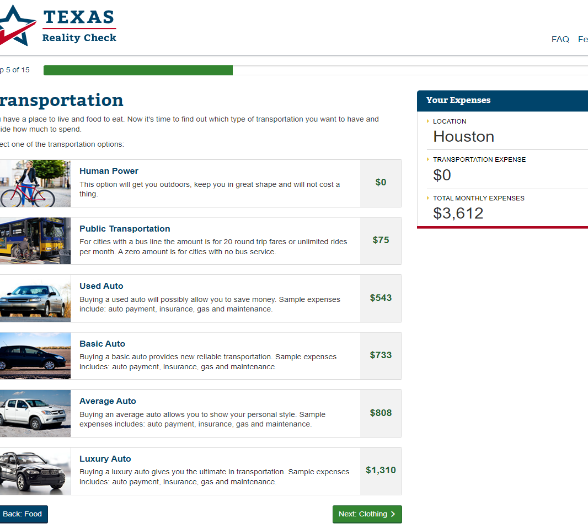 TEXAS
Reality Check
FAQ Fe
p 5 of 15
ransportation
have a place to live and food to eat. Now it's time to find out which type of transportation you want to have and
ide how much to spend.
ect one of the transportation options.
Human Power
This option will get you outdoors, keep you in great shape and will not cost a
thing.
$0
Public Transportation
For cities with a bus line the amount is for 20 round trip fares or unlimited rides
per month. A zero amount is for cities with no bus service.
$75
Used Auto
Buying a used auto will possibly allow you to save money. Sample expenses
include: auto payment, insurance, gas and maintenance.
$543
Basic Auto
Buying a basic auto provides new reliable transportation. Sample expenses
includes: auto payment, insurance, gas and maintenance.
$733
Average Auto
Buying an average auto allows you to show your personal style. Sample
expenses includes: auto payment, insurance, gas and maintenance.
$808
Luxury Auto
Buying a luxury auto gives you the ultimate in transportation. Sample expenses
includes: auto payment, insurance, gas and maintenance.
$1,310
Back: Food
Next: Clothing
Your Expenses
LOCATION
Houston
TRANSPORTATION EXPENSE
$0
TOTAL MONTHLY EXPENSES
$3,612